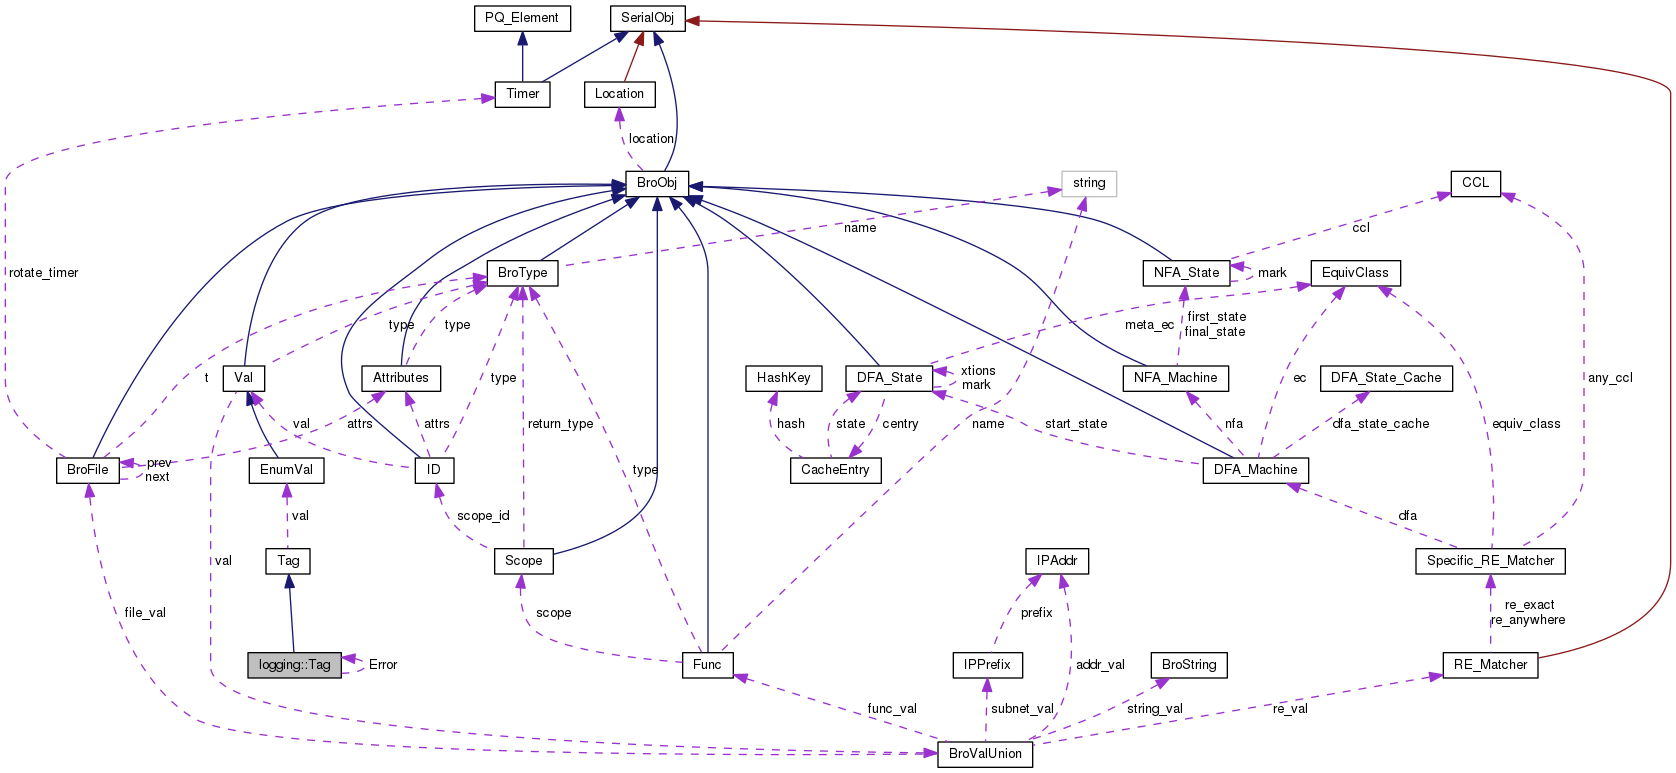 PQ_Element
SerialObj
Timer
Location
location
BroObj
string
CCL
name
ccl
rotate_timer
BroType
NFA_State
mark
EquivClass
type
type
meta_ec
first_state
final_state
t
Val
Attributes
type
HashKey
DFA_State
xtions
mark
NFA_Machine
ec
DFA_State_Cache
any_ccl
val
attrs
attrs
return_type
hash
state
centry
name
start_state
nfa
dfa_state_cache
equiv_class
BroFile
prev
next
EnumVal
ID
type
CacheEntry
DFA_Machine
val
scope_id
dfa
val
Tag
Scope
IPAddr
Specific_RE_Matcher
file_val
scope
prefix
re_exact
re_anywhere
logging::Tag
Error
Func
IPPrefix
addr_val
BroString
RE_Matcher
func_val
subnet_val
string_val
re_val
BroValUnion